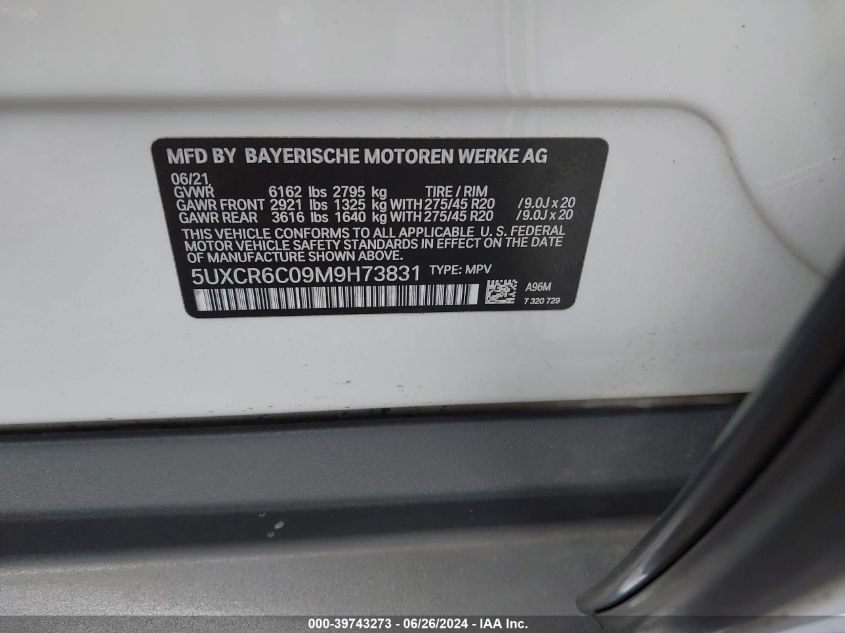 MFD BY BAYERISCHE MOTOREN WERKE AG
06/21
GVWR 6162 lbs 2795 kg TIRE / RIM
GAWR FRONT 2921 lbs 1325 kg WITH 275/45 R20 /9.0J x 20
GAWR REAR 3616 lbs 1640 kg WITH 275/45 R20 /9.0J x 20
THIS VEHICLE CONFORMS TO ALL APPLICABLE U. S. FEDERAL
MOTOR VEHICLE SAFETY STANDARDS IN EFFECT ON THE DATE
OF MANUFACTURE SHOWN ABOVE.
5UXCR6C09M9H73831 TYPE: MPV
A96M
7 320 729
000-39743273 - 06/26/2024 - IAA Inc.